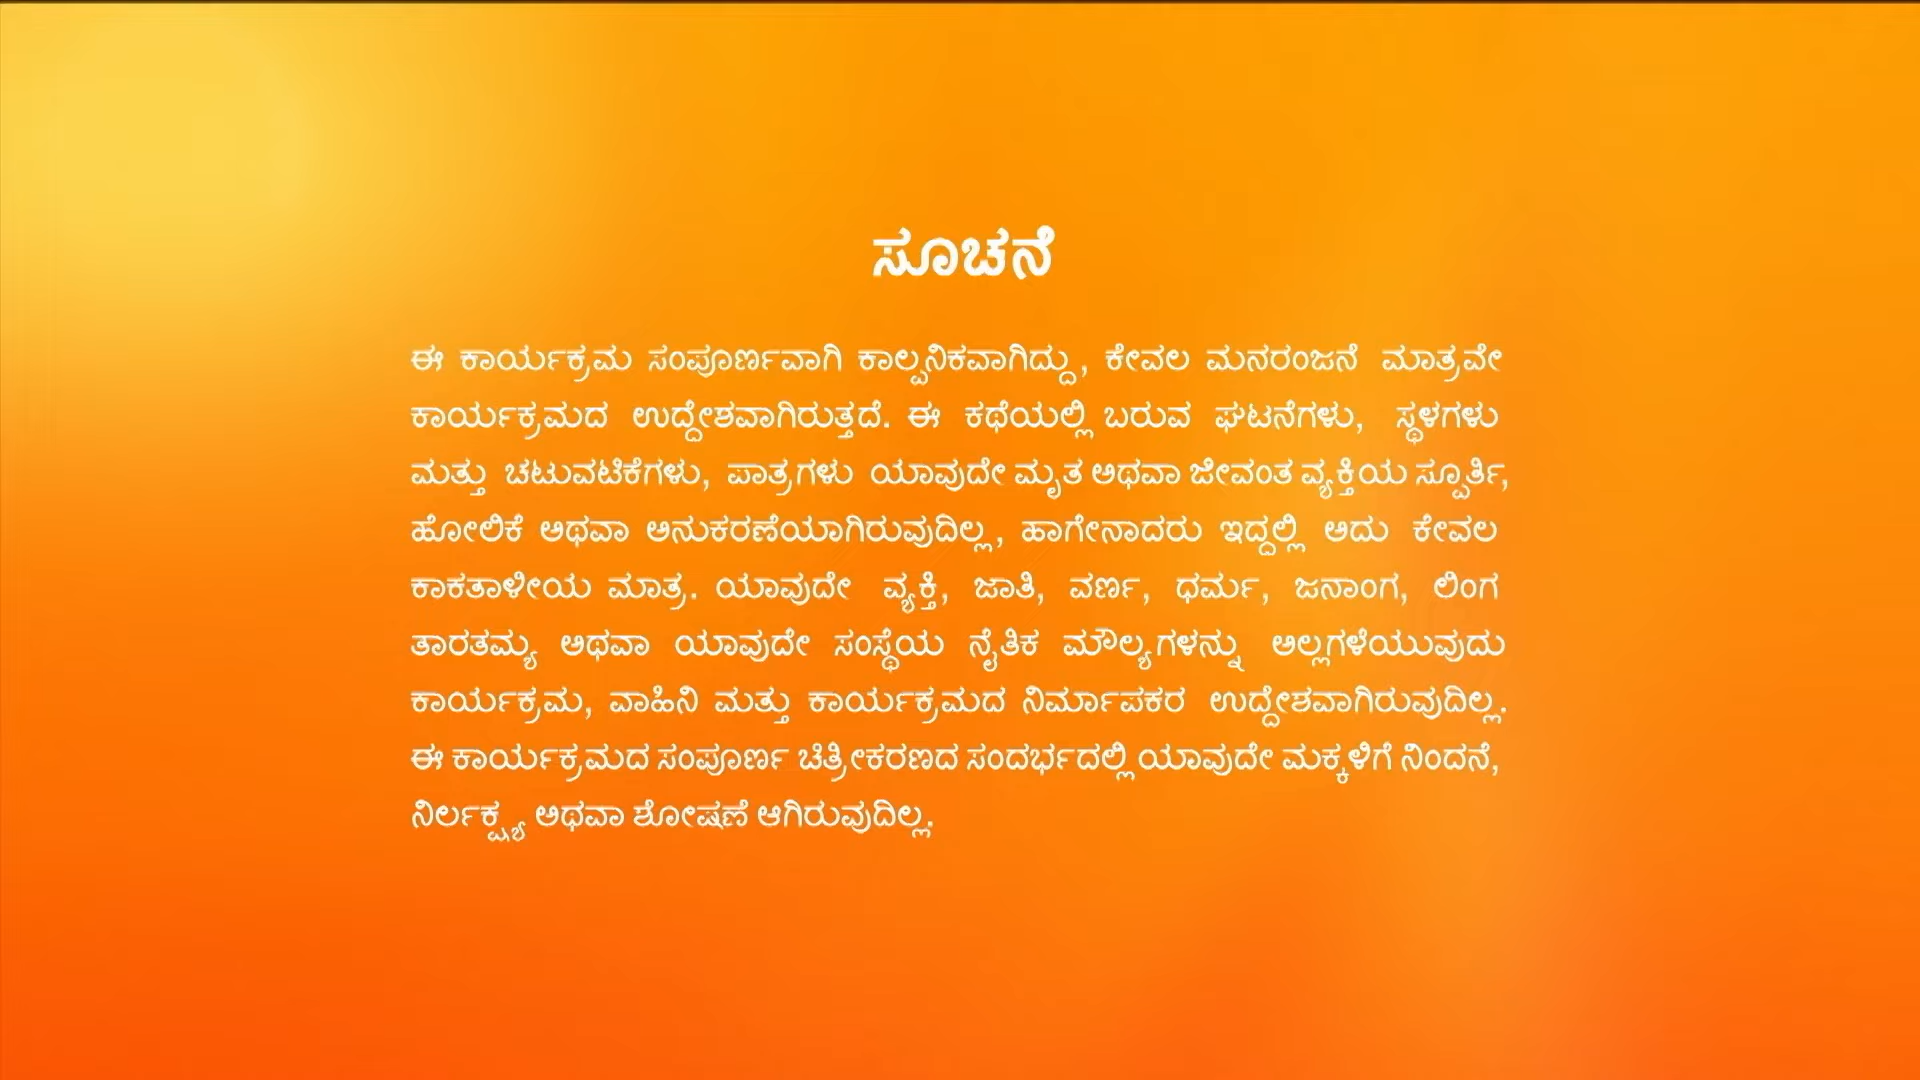 ಸೂಚನೆ
ಈ ಕಾರ್ಯಕ್ರಮ ಸಂಪೂರ್ಣವಾಗಿ ಕಾಲ್ಪನಿಕವಾಗಿದ್ದು, ಕೇವಲ ಮನರಂಜನೆ ಮಾತ್ರವೇ
ಕಾರ್ಯಕ್ರಮದ ಉದ್ದೇಶವಾಗಿರುತ್ತದೆ. ಈ ಕಥೆಯಲ್ಲಿ ಬರುವ ಘಟನೆಗಳು, ಸ್ಥಳಗಳು
ಮತ್ತು ಚಟುವಟಿಕೆಗಳು, ಪಾತ್ರಗಳು ಯಾವುದೇ ಮೃತ ಅಥವಾ ಜೀವಂತ ವ್ಯಕ್ತಿಯ ಸ್ಪೂರ್ತಿ,
ಹೋಲಿಕೆ ಅಥವಾ ಅನುಕರಣೆಯಾಗಿರುವುದಿಲ್ಲ, ಹಾಗೇನಾದರು ಇದ್ದಲ್ಲಿ ಅದು ಕೇವಲ
ಕಾಕತಾಳೀಯ ಮಾತ್ರ. ಯಾವುದೇ ವ್ಯಕ್ತಿ, ಜಾತಿ, ವರ್ಣ, ಧರ್ಮ, ಜನಾಂಗ, ಲಿಂಗ
ತಾರತಮ್ಯ ಅಥವಾ ಯಾವುದೇ ಸಂಸ್ಥೆಯ ನೈತಿಕ ಮೌಲ್ಯಗಳನ್ನು ಅಲ್ಲಗಳೆಯುವುದು
ಕಾರ್ಯಕ್ರಮ, ವಾಹಿನಿ ಮತ್ತು ಕಾರ್ಯಕ್ರಮದ ನಿರ್ಮಾಪಕರ ಉದ್ದೇಶವಾಗಿರುವುದಿಲ್ಲ.
ಈ ಕಾರ್ಯಕ್ರಮದ ಸಂಪೂರ್ಣ ಚಿತ್ರೀಕರಣದ ಸಂದರ್ಭದಲ್ಲಿ ಯಾವುದೇ ಮಕ್ಕಳಿಗೆ ನಿಂದನೆ,
ನಿರ್ಲಕ್ಷ್ಯ ಅಥವಾ ಶೋಷಣೆ ಆಗಿರುವುದಿಲ್ಲ.